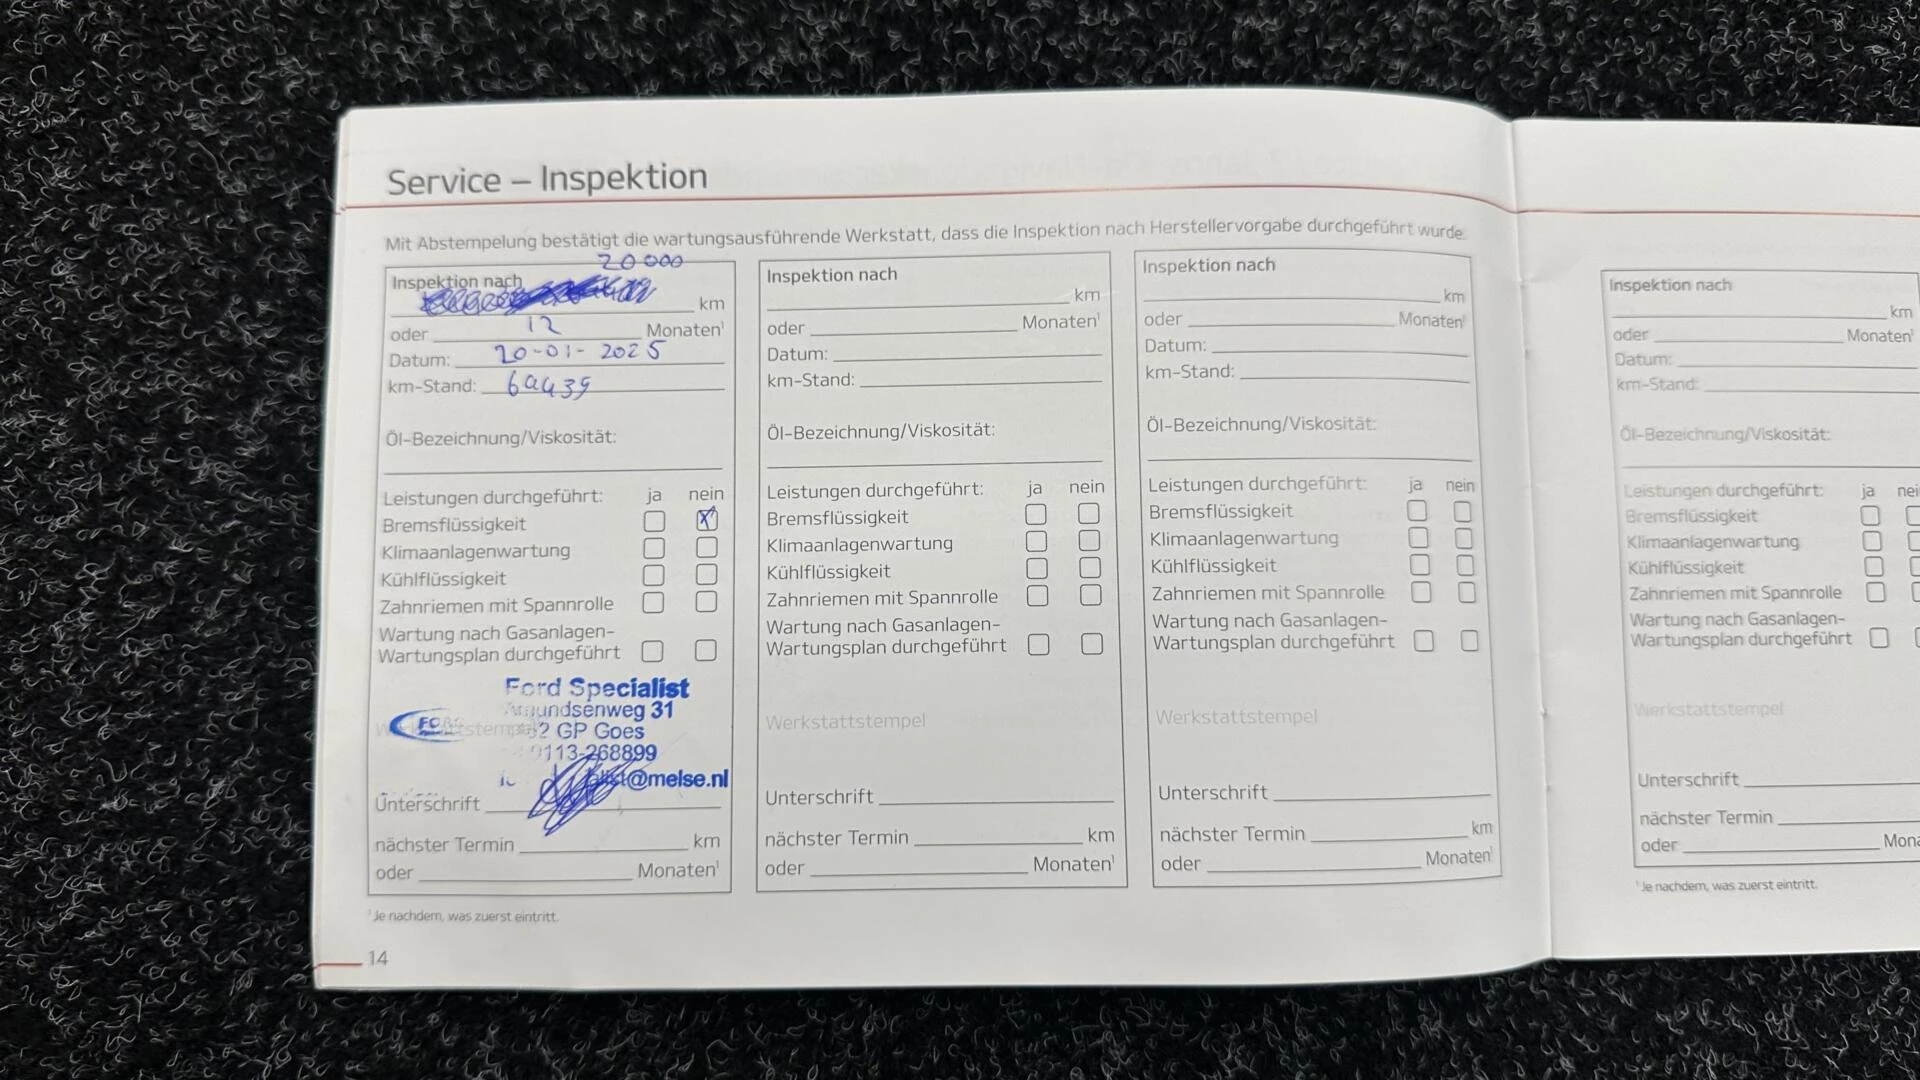 Service – Inspektion
Mit Abstempelung bestätigt die wartungsausführende Werkstatt, dass die Inspektion nach Herstellervorgabe durchgeführt wurde.
20000
Inspektion nach
km
oder 12 Monaten¹
Datum: 20-01-2025
km-Stand: 69439
Öl-Bezeichnung/Viskosität:
Leistungen durchgeführt: ja nein
Bremsflüssigkeit X
Klimaanlagenwartung
Kühlflüssigkeit
Zahnriemen mit Spannrolle
Wartung nach Gasanlagen-
Wartungsplan durchgeführt
Ford Specialist
31
GP Goes
0113-268899
@melse.nl
Unterschrift
nächster Termin km
oder Monaten¹
Inspektion nach
km
oder Monaten¹
Datum:
km-Stand:
Öl-Bezeichnung/Viskosität:
Leistungen durchgeführt: ja nein
Bremsflüssigkeit
Klimaanlagenwartung
Kühlflüssigkeit
Zahnriemen mit Spannrolle
Wartung nach Gasanlagen-
Wartungsplan durchgeführt
Werkstattstempel
Unterschrift
nächster Termin km
oder Monaten¹
Inspektion nach
km
oder Monaten¹
Datum:
km-Stand:
Öl-Bezeichnung/Viskosität:
Leistungen durchgeführt: ja nein
Bremsflüssigkeit
Klimaanlagenwartung
Kühlflüssigkeit
Zahnriemen mit Spannrolle
Wartung nach Gasanlagen-
Wartungsplan durchgeführt
Werkstattstempel
Unterschrift
nächster Termin km
oder Monaten¹
¹Je nachdem, was zuerst eintritt.
14
Inspektion nach
km
oder Monaten¹
Datum:
km-Stand:
Öl-Bezeichnung/Viskosität:
Leistungen durchgeführt: ja nei
Bremsflüssigkeit
Klimaanlagenwartung
Kühlflüssigkeit
Zahnriemen mit Spannrolle
Wartung nach Gasanlagen-
Wartungsplan durchgeführt
Werkstattstempel
Unterschrift
nächster Termin
oder Mona
¹Je nachdem, was zuerst eintritt.